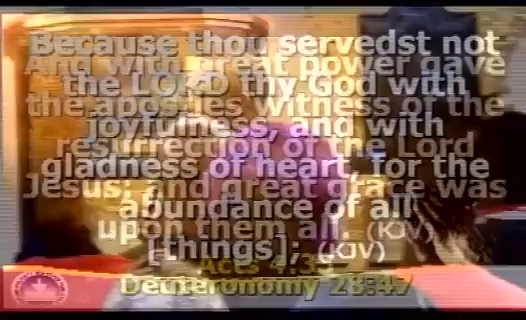 Because thou servedst not
the LORD thy God with
joyfulness, and with
gladness of heart, for the
abundance of all
[things]; (KJV)
Deuteronomy 28:47
And with great power gave
the apostles witness of the
resurrection of the Lord
Jesus: and great grace was
upon them all. (KJV)
Acts 4:33